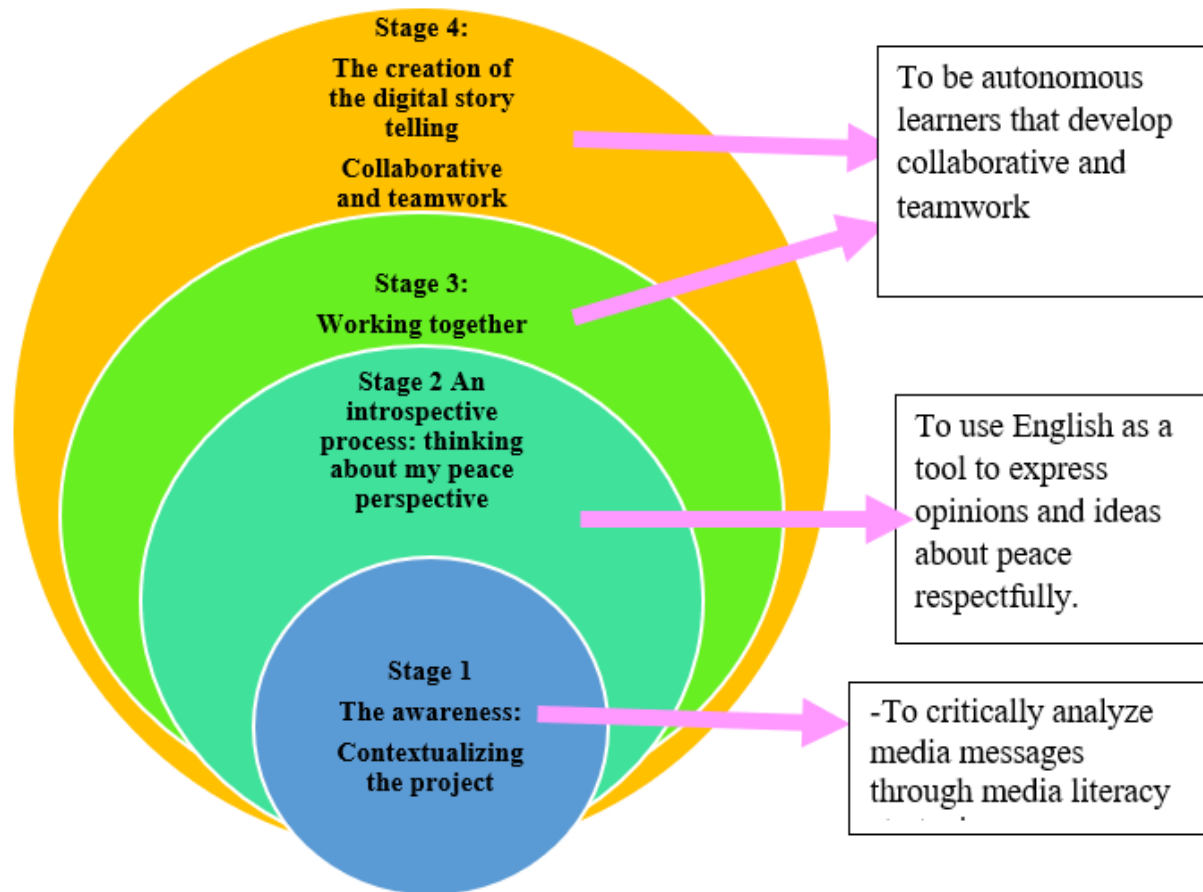 Stage 4:
The creation of
the digital story
telling
Collaborative
and teamwork
Stage 3:
Working together
Stage 2 An
introspective
process: thinking
about my peace
perspective
Stage 1
The awareness:
Contextualizing
the project
To be autonomous
learners that develop
collaborative and
teamwork
To use English as a
tool to express
opinions and ideas
about peace
respectfully.
-To critically analyze
media messages
through media literacy